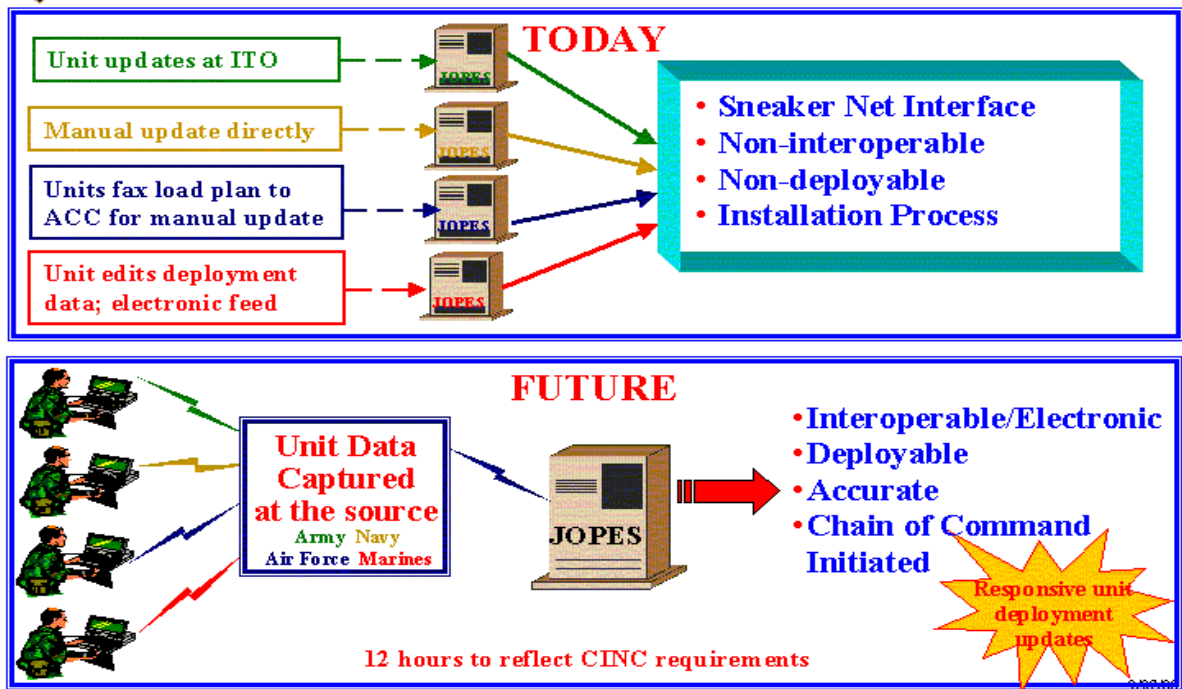 TODAY
Unit updates at ITO
JOPES
Manual update directly
JOPES
Units fax load plan to
ACC for manual update
JOPES
Unit edits deployment
data; electronic feed
JOPES
• Sneaker Net Interface
• Non-interoperable
• Non-deployable
• Installation Process
FUTURE
Unit Data
Captured
at the source
Army Navy
Air Force Marines
JOPES
• Interoperable/Electronic
• Deployable
• Accurate
• Chain of Command
Initiated
Responsive unit
deployment
updates
12 hours to reflect CINC requirements